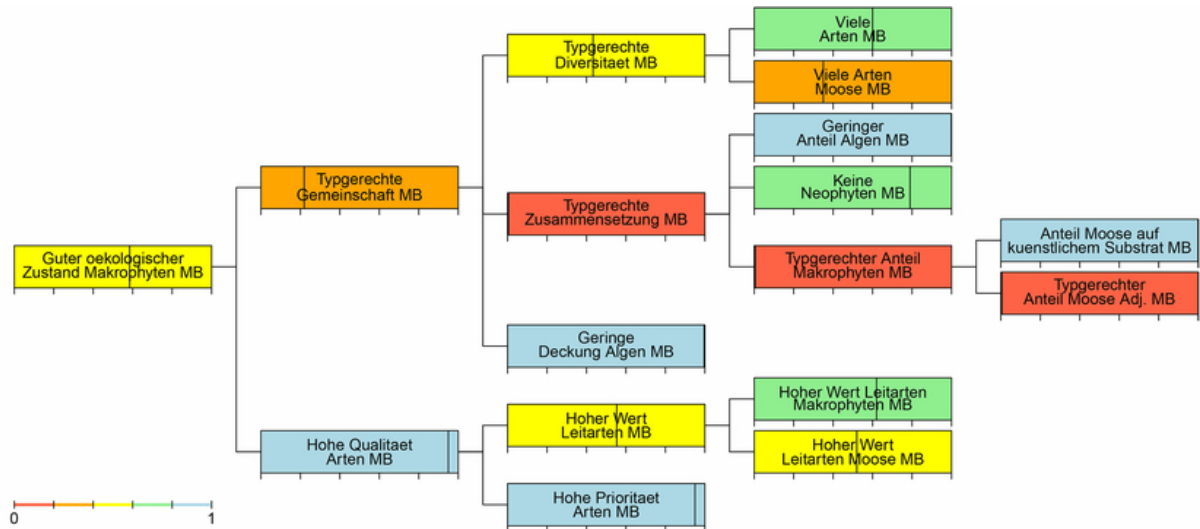 Viele
Arten MB
Typgerechte
Diversitaet MB
Viele Arten
Moose MB
Geringer
Anteil Algen MB
Typgerechte
Gemeinschaft MB
Keine
Neophyten MB
Typgerechte
Zusammensetzung MB
Anteil Moose auf
kuenstlichem Substrat MB
Guter oekologischer
Zustand Makrophyten MB
Typgerechter Anteil
Makrophyten MB
Typgerechter
Anteil Moose Adj. MB
Geringe
Deckung Algen MB
Hoher Wert Leitarten
Makrophyten MB
Hoher Wert
Leitarten MB
Hohe Qualitaet
Arten MB
Hoher Wert
Leitarten Moose MB
Hohe Prioritaet
Arten MB
0 1